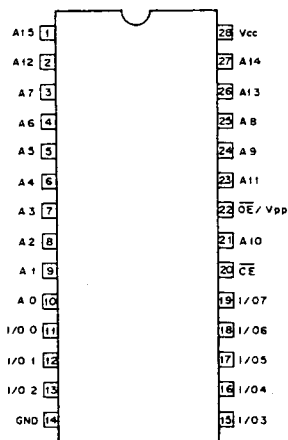 A15 1 28 Vcc
A12 2 27 A14
A7 3 26 A13
A6 4 25 A8
A5 5 24 A9
A4 6 23 A11
A3 7 22 O̅E̅/Vpp
A2 8 21 A10
A1 9 20 C̅E̅
A0 10 19 I/O7
I/O 0 11 18 I/O6
I/O 1 12 17 I/O5
I/O 2 13 16 I/O4
GND 14 15 I/O3